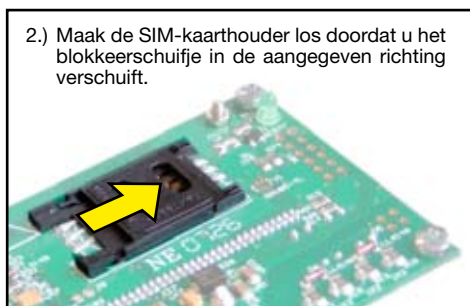 2.) Maak de SIM-kaarthouder los doordat u het
blokkeerschuifje in de aangegeven richting
verschuift.